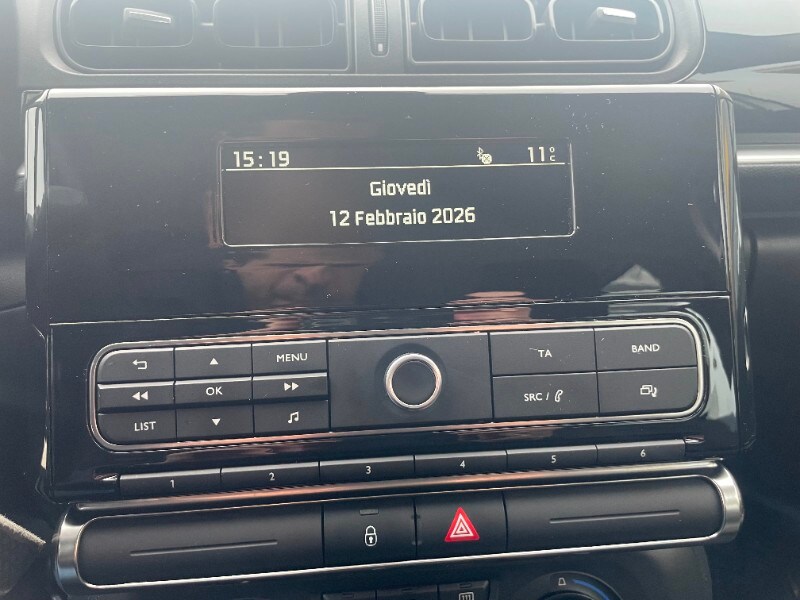 15:19 11°C
Giovedì
12 Febbraio 2026
MENU TA BAND
OK
SRC /
LIST
1 2 3 4 5 6